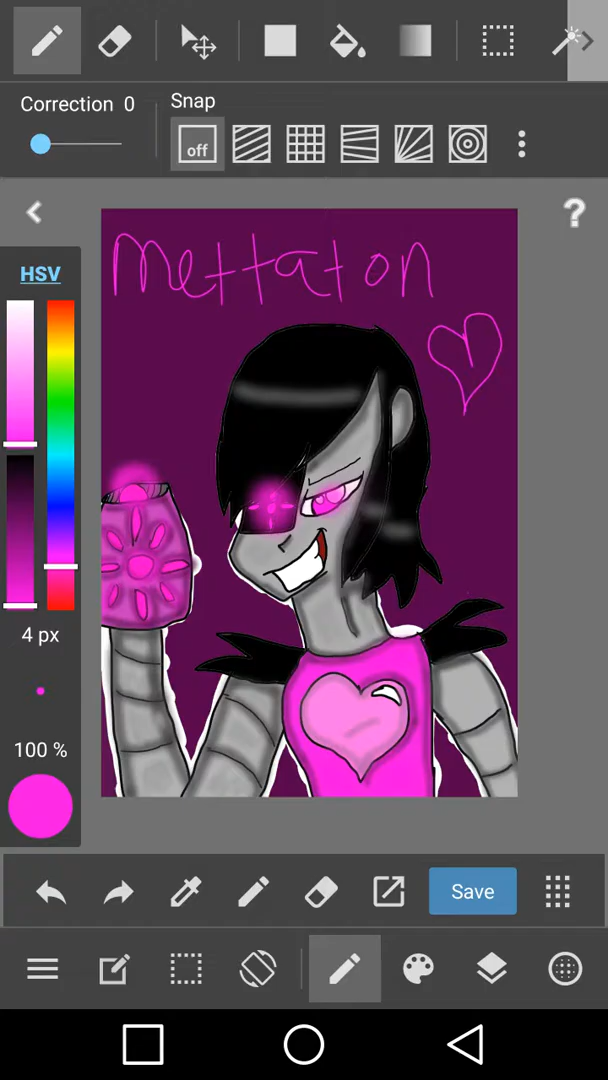 Correction 0
Snap
off
?
HSV
Mettaton
4 px
100 %
Save